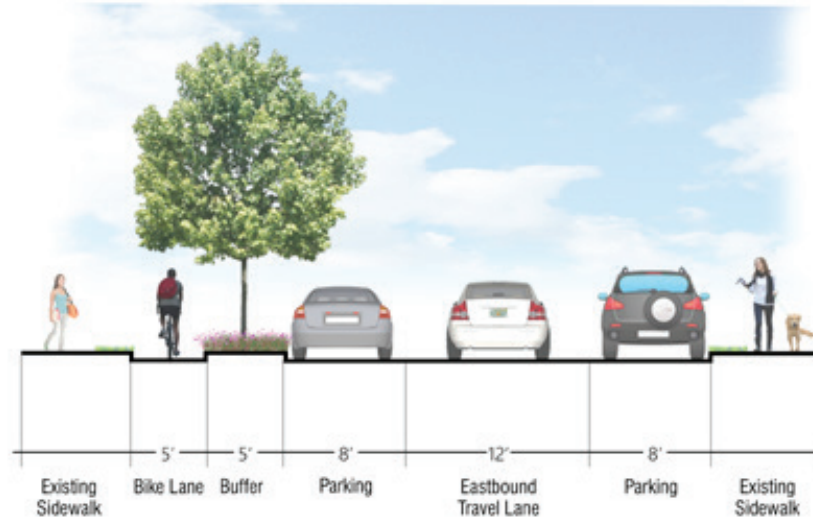 5' 5' 8' 12' 8'
Existing Sidewalk
Bike Lane
Buffer
Parking
Eastbound Travel Lane
Parking
Existing Sidewalk